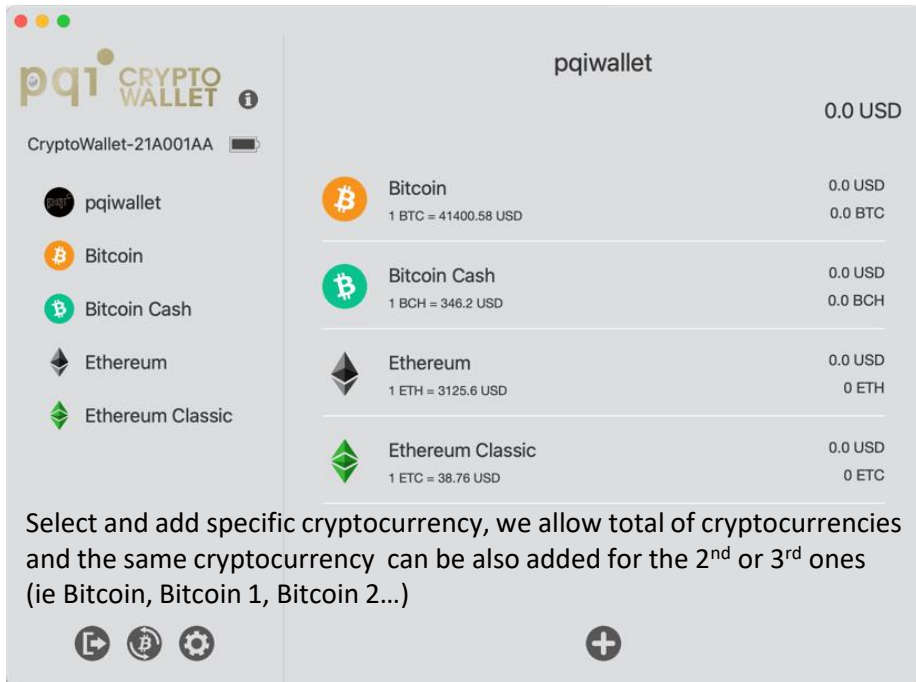 pqi CRYPTO WALLET
CryptoWallet-21A001AA
pqiwallet
Bitcoin
Bitcoin Cash
Ethereum
Ethereum Classic
pqiwallet
0.0 USD
Bitcoin 0.0 USD
1 BTC = 41400.58 USD 0.0 BTC
Bitcoin Cash 0.0 USD
1 BCH = 346.2 USD 0.0 BCH
Ethereum 0.0 USD
1 ETH = 3125.6 USD 0 ETH
Ethereum Classic 0.0 USD
1 ETC = 38.76 USD 0 ETC
Select and add specific cryptocurrency, we allow total of cryptocurrencies
and the same cryptocurrency can be also added for the 2nd or 3rd ones
(ie Bitcoin, Bitcoin 1, Bitcoin 2…)